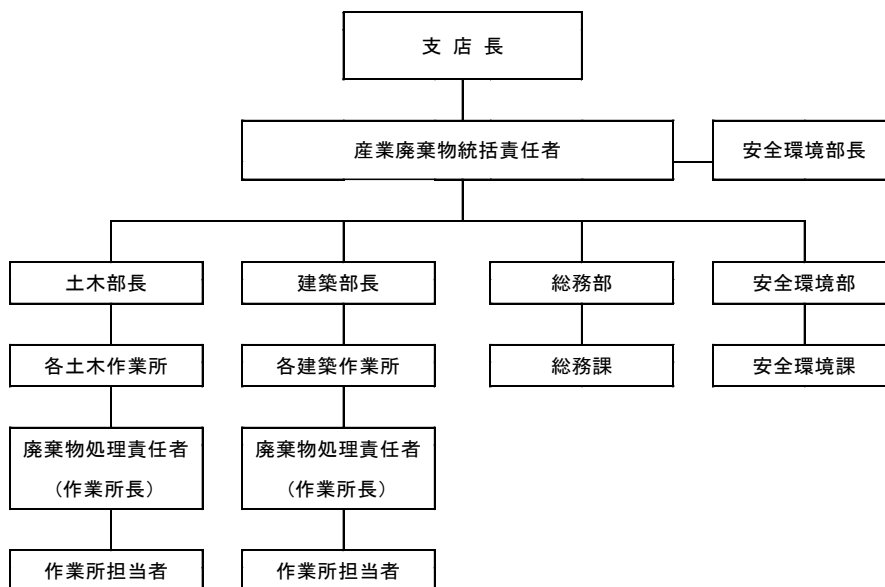 支 店 長
産業廃棄物統括責任者
安全環境部長
土木部長
建築部長
総務部
安全環境部
各土木作業所
各建築作業所
総務課
安全環境課
廃棄物処理責任者
（作業所長）
廃棄物処理責任者
（作業所長）
作業所担当者
作業所担当者